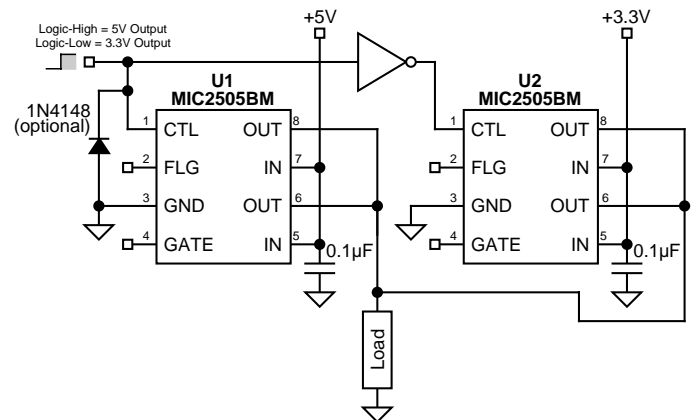 Logic-High = 5V Output
Logic-Low = 3.3V Output
+5V
+3.3V
U1
MIC2505BM
U2
MIC2505BM
1N4148
(optional)
1 CTL OUT 8
2 FLG IN 7
3 GND OUT 6
4 GATE IN 5
0.1µF
1 CTL OUT 8
2 FLG IN 7
3 GND OUT 6
4 GATE IN 5
0.1µF
Load